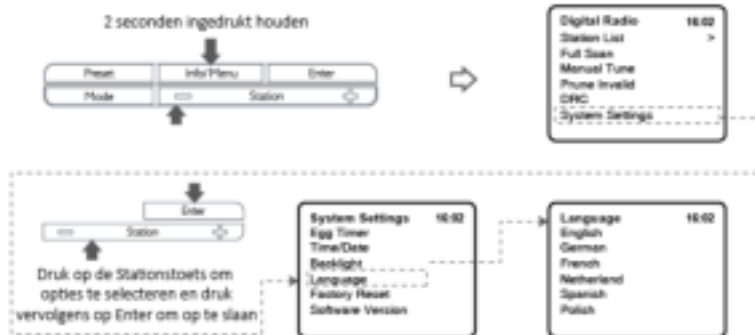 2 seconden ingedrukt houden
Preset Info/Menu Enter
Mode Station
Digital Radio 16:02
Station List >
Full Scan
Manual Tune
Prune Invalid
DRC
System Settings
Enter
Station
Druk op de Stationstoets om
opties te selecteren en druk
vervolgens op Enter om op te slaan
System Settings 16:02
Egg Timer
Time/Date
Backlight
Language
Factory Reset
Software Version
Language 16:02
English
German
French
Netherland
Spanish
Polish